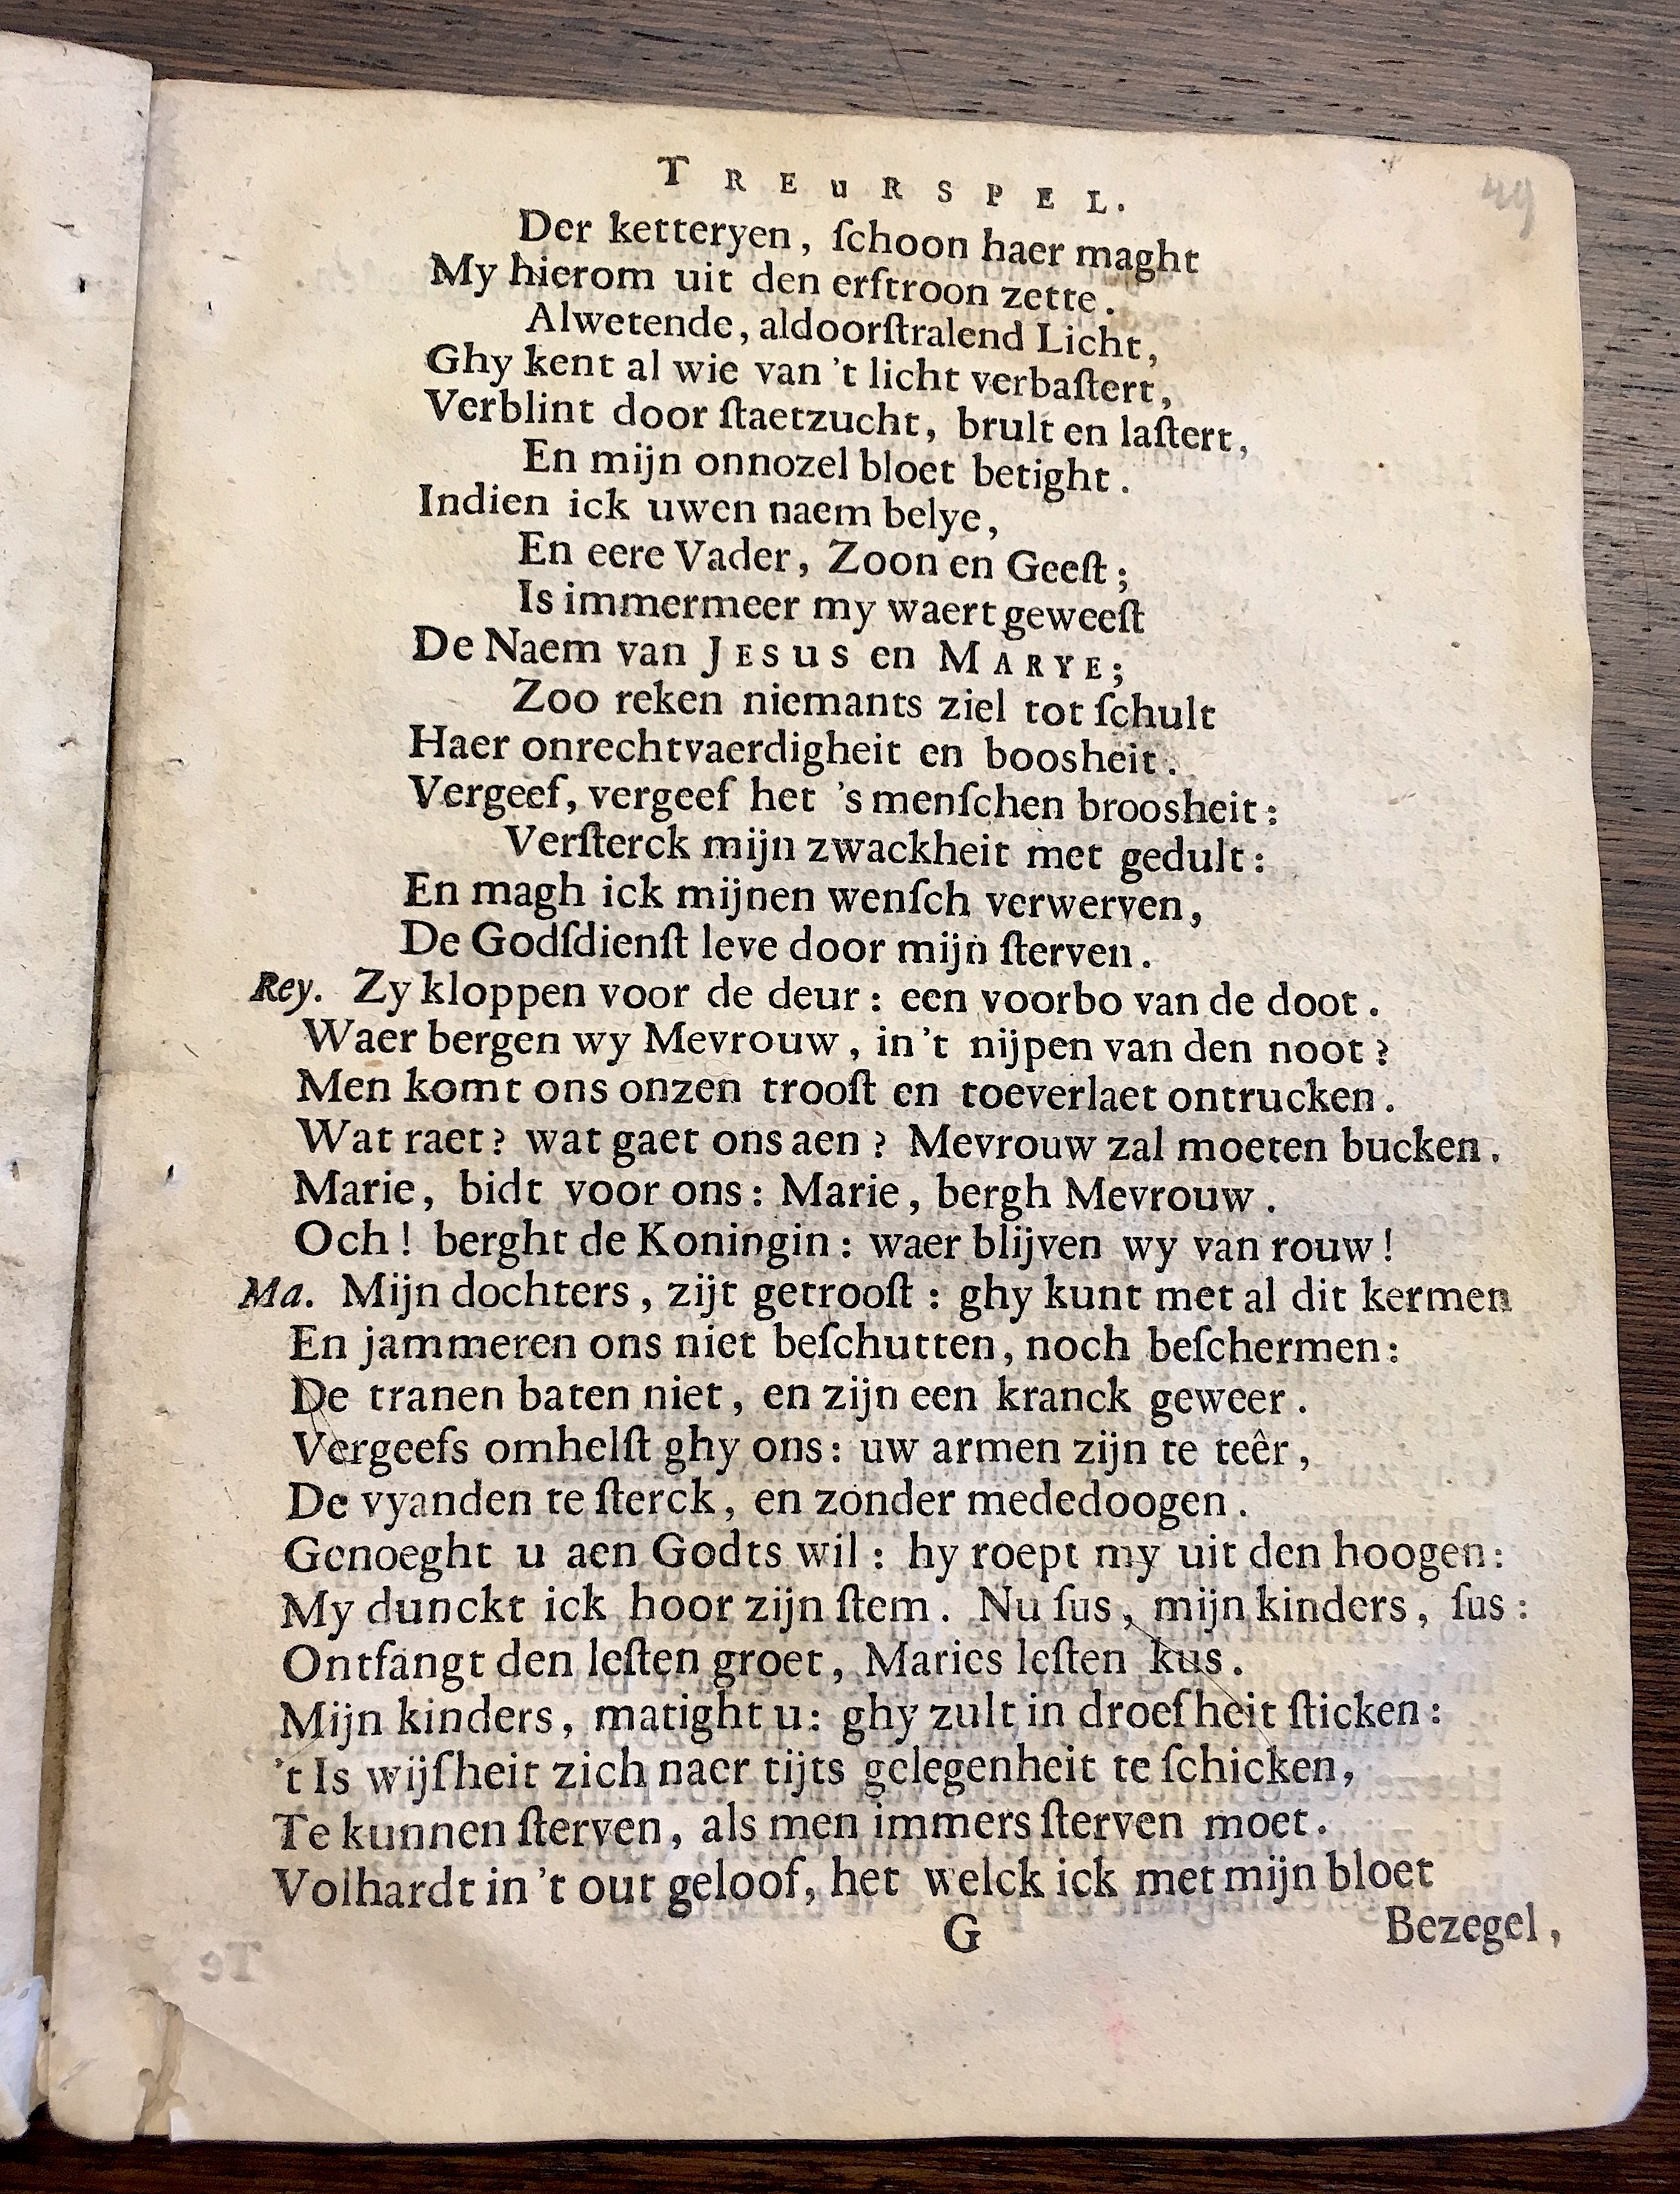 TREuRSPEL.
49
Der ketteryen, ſchoon haer maght
My hierom uit den erftroon zette.
Alwetende, aldoorſtralend Licht,
Ghy kent al wie van 't licht verbaſtert,
Verblint door ſtaetzucht, brult en laſtert,
En mijn onnozel bloet betight.
Indien ick uwen naem belye,
En eere Vader, Zoon en Geeſt;
Is immermeer my waert geweeſt
De Naem van JESuS en MARYE;
Zoo reken niemants ziel tot ſchult
Haer onrechtvaerdigheit en boosheit.
Vergeef, vergeef het 's menſchen broosheit:
Verſterck mijn zwackheit met gedult:
En magh ick mijnen wenſch verwerven,
De Godſdienſt leve door mijn ſterven.
Rey. Zy kloppen voor de deur: een voorbo van de doot.
Waer bergen wy Mevrouw, in 't nijpen van den noot?
Men komt ons onzen trooſt en toeverlaet ontrucken.
Wat raet? wat gaet ons aen? Mevrouw zal moeten bucken.
Marie, bidt voor ons: Marie, bergh Mevrouw.
Och! berght de Koningin: waer blijven wy van rouw!
Ma. Mijn dochters, zijt getrooſt: ghy kunt met al dit kermen
En jammeren ons niet beſchutten, noch beſchermen:
De tranen baten niet, en zijn een kranck geweer.
Vergeefs omhelſt ghy ons: uw armen zijn te teêr,
De vyanden te ſterck, en zonder mededoogen.
Genoeght u aen Godts wil: hy roept my uit den hoogen:
My dunckt ick hoor zijn ſtem. Nu ſus, mijn kinders, ſus:
Ontfangt den leſten groet, Maries leſten kus.
Mijn kinders, matight u: ghy zult in droefheit ſticken:
't Is wijſheit zich naer tijts gelegenheit te ſchicken,
Te kunnen ſterven, als men immers ſterven moet.
Volhardt in 't out geloof, het welck ick met mijn bloet
G
Bezegel,